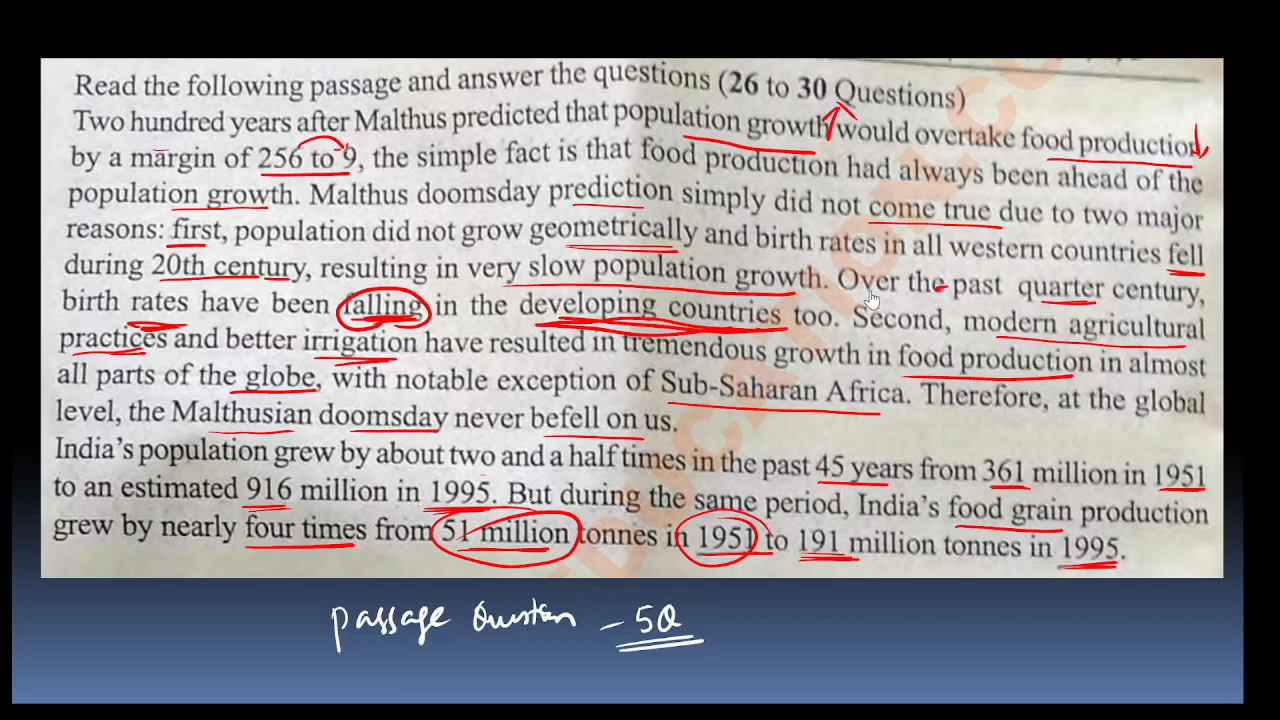 Read the following passage and answer the questions (26 to 30 Questions)
Two hundred years after Malthus predicted that population growth would overtake food production
by a margin of 256 to 9, the simple fact is that food production had always been ahead of the
population growth. Malthus doomsday prediction simply did not come true due to two major
reasons: first, population did not grow geometrically and birth rates in all western countries fell
during 20th century, resulting in very slow population growth. Over the past quarter century,
birth rates have been falling in the developing countries too. Second, modern agricultural
practices and better irrigation have resulted in tremendous growth in food production in almost
all parts of the globe, with notable exception of Sub-Saharan Africa. Therefore, at the global
level, the Malthusian doomsday never befell on us.
India's population grew by about two and a half times in the past 45 years from 361 million in 1951
to an estimated 916 million in 1995. But during the same period, India's food grain production
grew by nearly four times from 51 million tonnes in 1951 to 191 million tonnes in 1995.
passage Question - 5Q